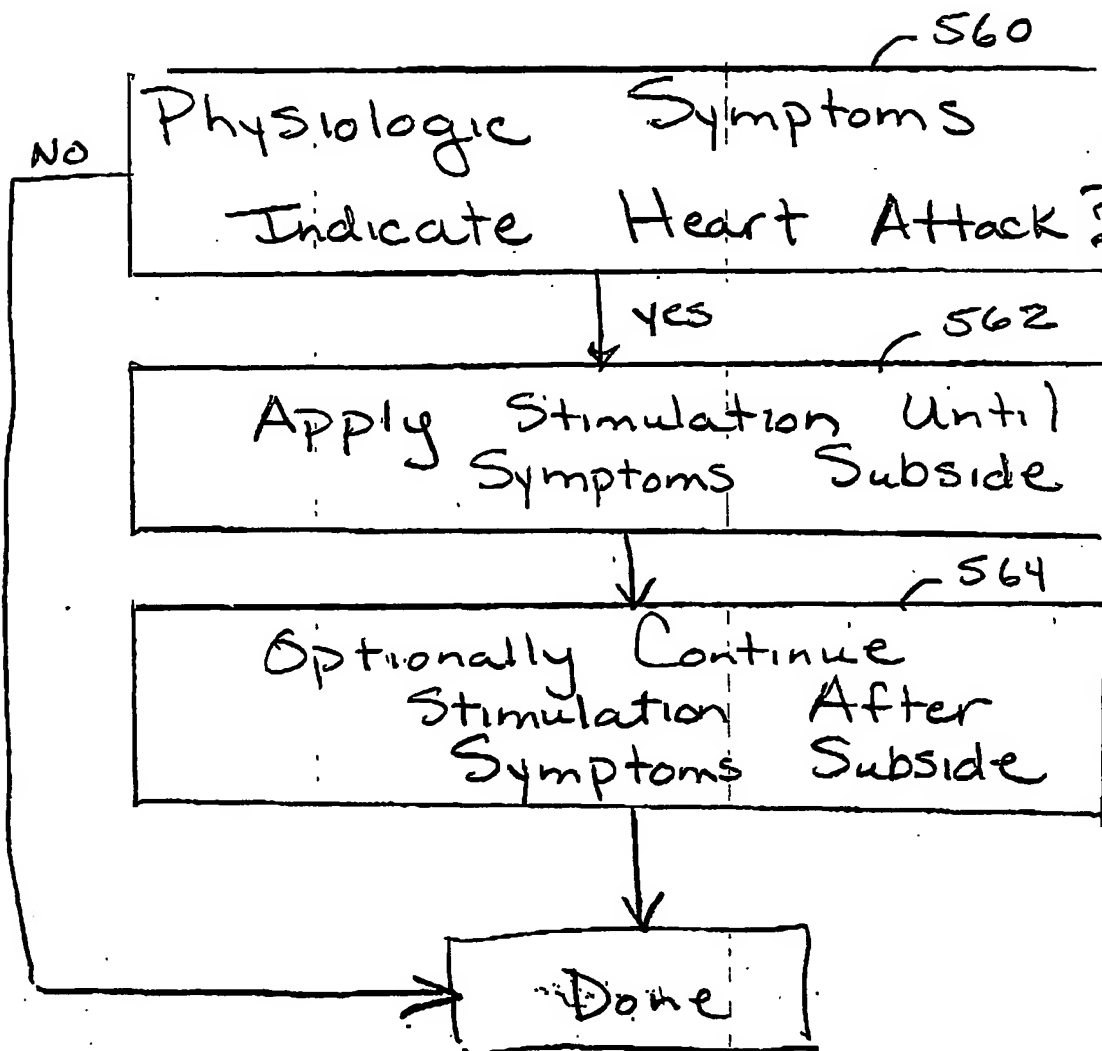 560
Physiologic Symptoms
NO
Indicate Heart Attack?
yes
562
Apply Stimulation Until
Symptoms Subside
564
Optionally Continue
Stimulation After
Symptoms Subside
Done